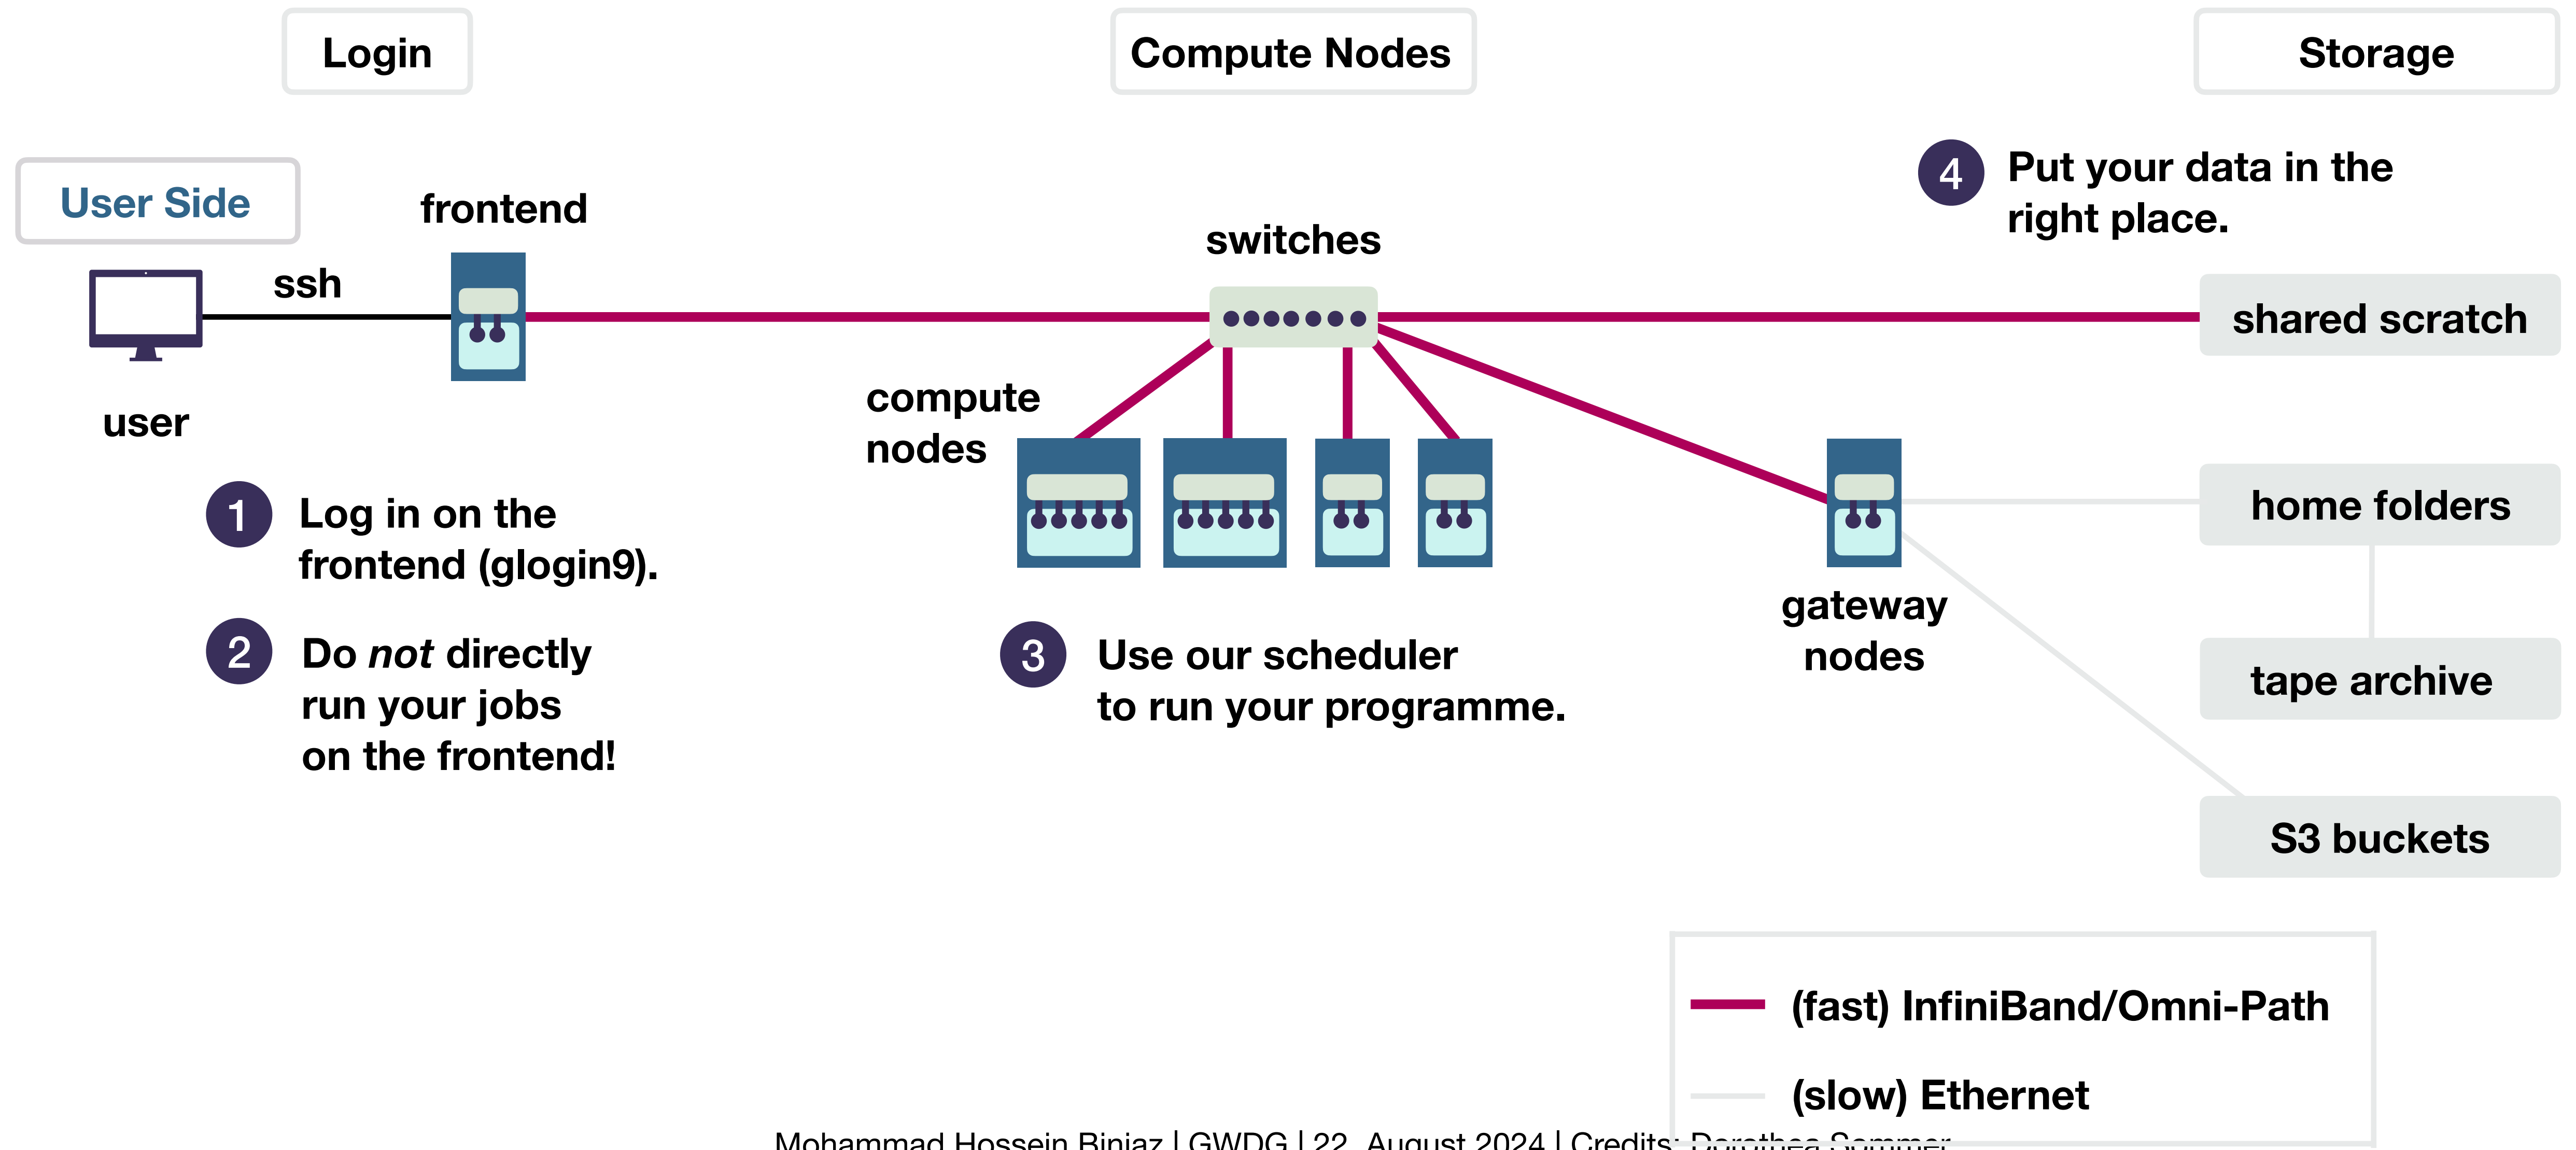 Login
Compute Nodes
Storage
User Side
frontend
ssh
user
switches
compute
nodes
gateway
nodes
1
Log in on the
frontend (glogin9).
2
Do not directly
run your jobs
on the frontend!
3
Use our scheduler
to run your programme.
4
Put your data in the
right place.
shared scratch
home folders
tape archive
S3 buckets
(fast) InfiniBand/Omni-Path
(slow) Ethernet
Mohammad Hossein Biniaz | GWDG | 22. August 2024 | Credits: Dorothea Sommer